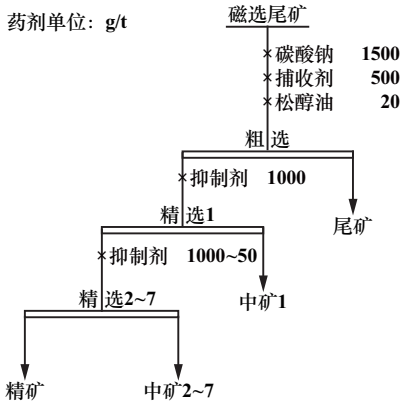 药剂单位：g/t
磁选尾矿
碳酸钠 1500
捕收剂 500
松醇油 20
粗选
抑制剂 1000
尾矿
精选1
抑制剂 1000~50
中矿1
精选2~7
精矿
中矿2~7